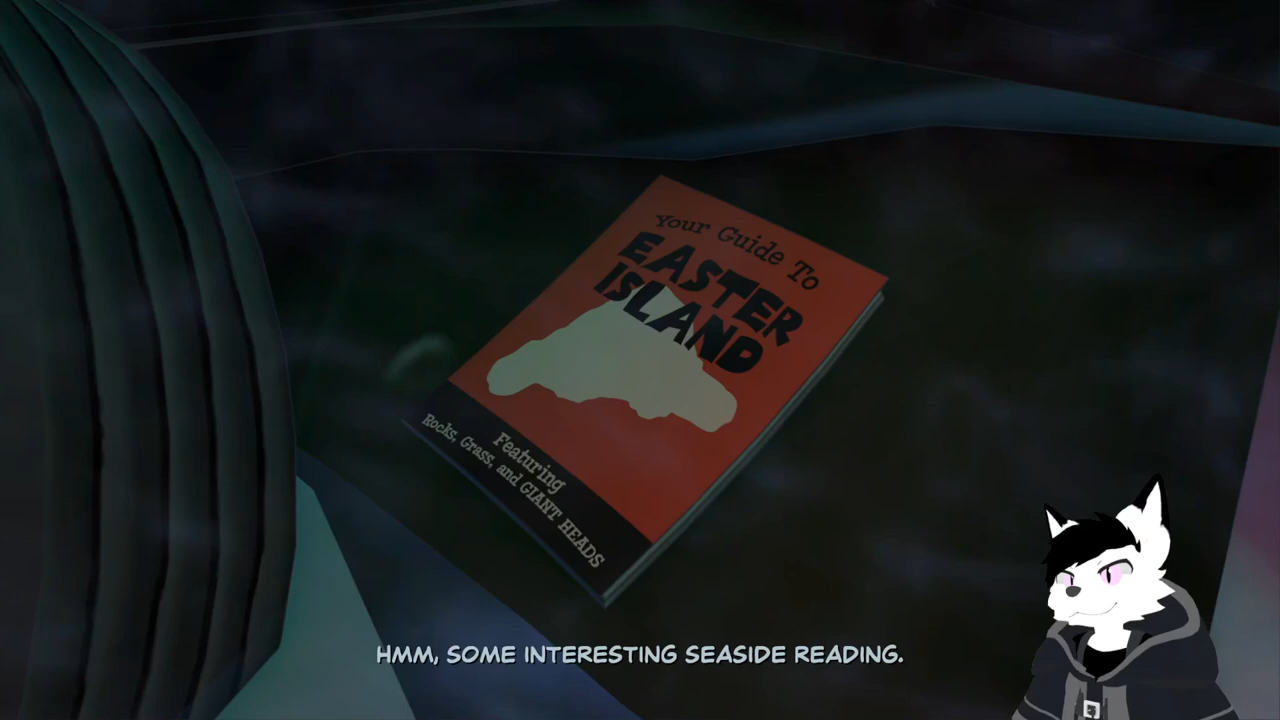 Your Guide To
EASTER
ISLAND
Featuring
Rocks, Grass, and GIANT HEADS
HMM, SOME INTERESTING SEASIDE READING.